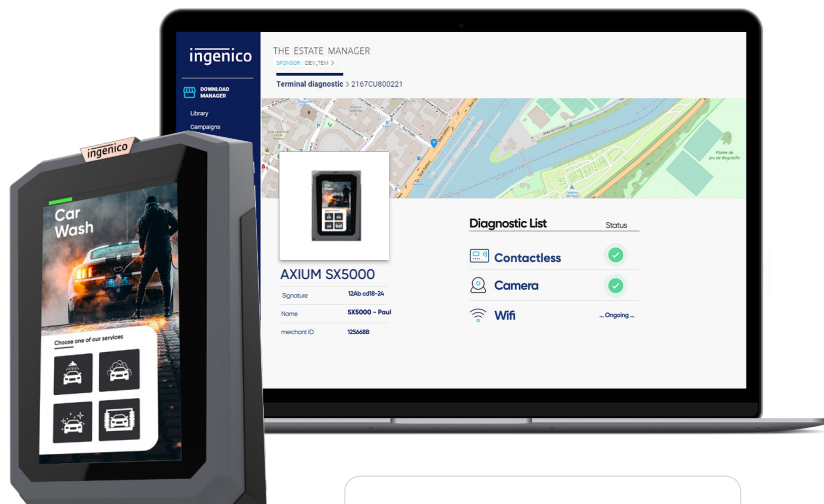 ingenico
THE ESTATE MANAGER
SPONSOR: DEV_TEM >
Terminal diagnostic > 2167CU800221
DOWNLOAD
MANAGER
Library
Campaigns
Diagnostic List
Status
Contactless
Camera
Wifi
... Ongoing ...
AXIUM SX5000
Signature
12Ab cd18-24
Name
SX5000 - Paul
merchant ID
125668B
ingenico
Car
Wash
Choose one of our services